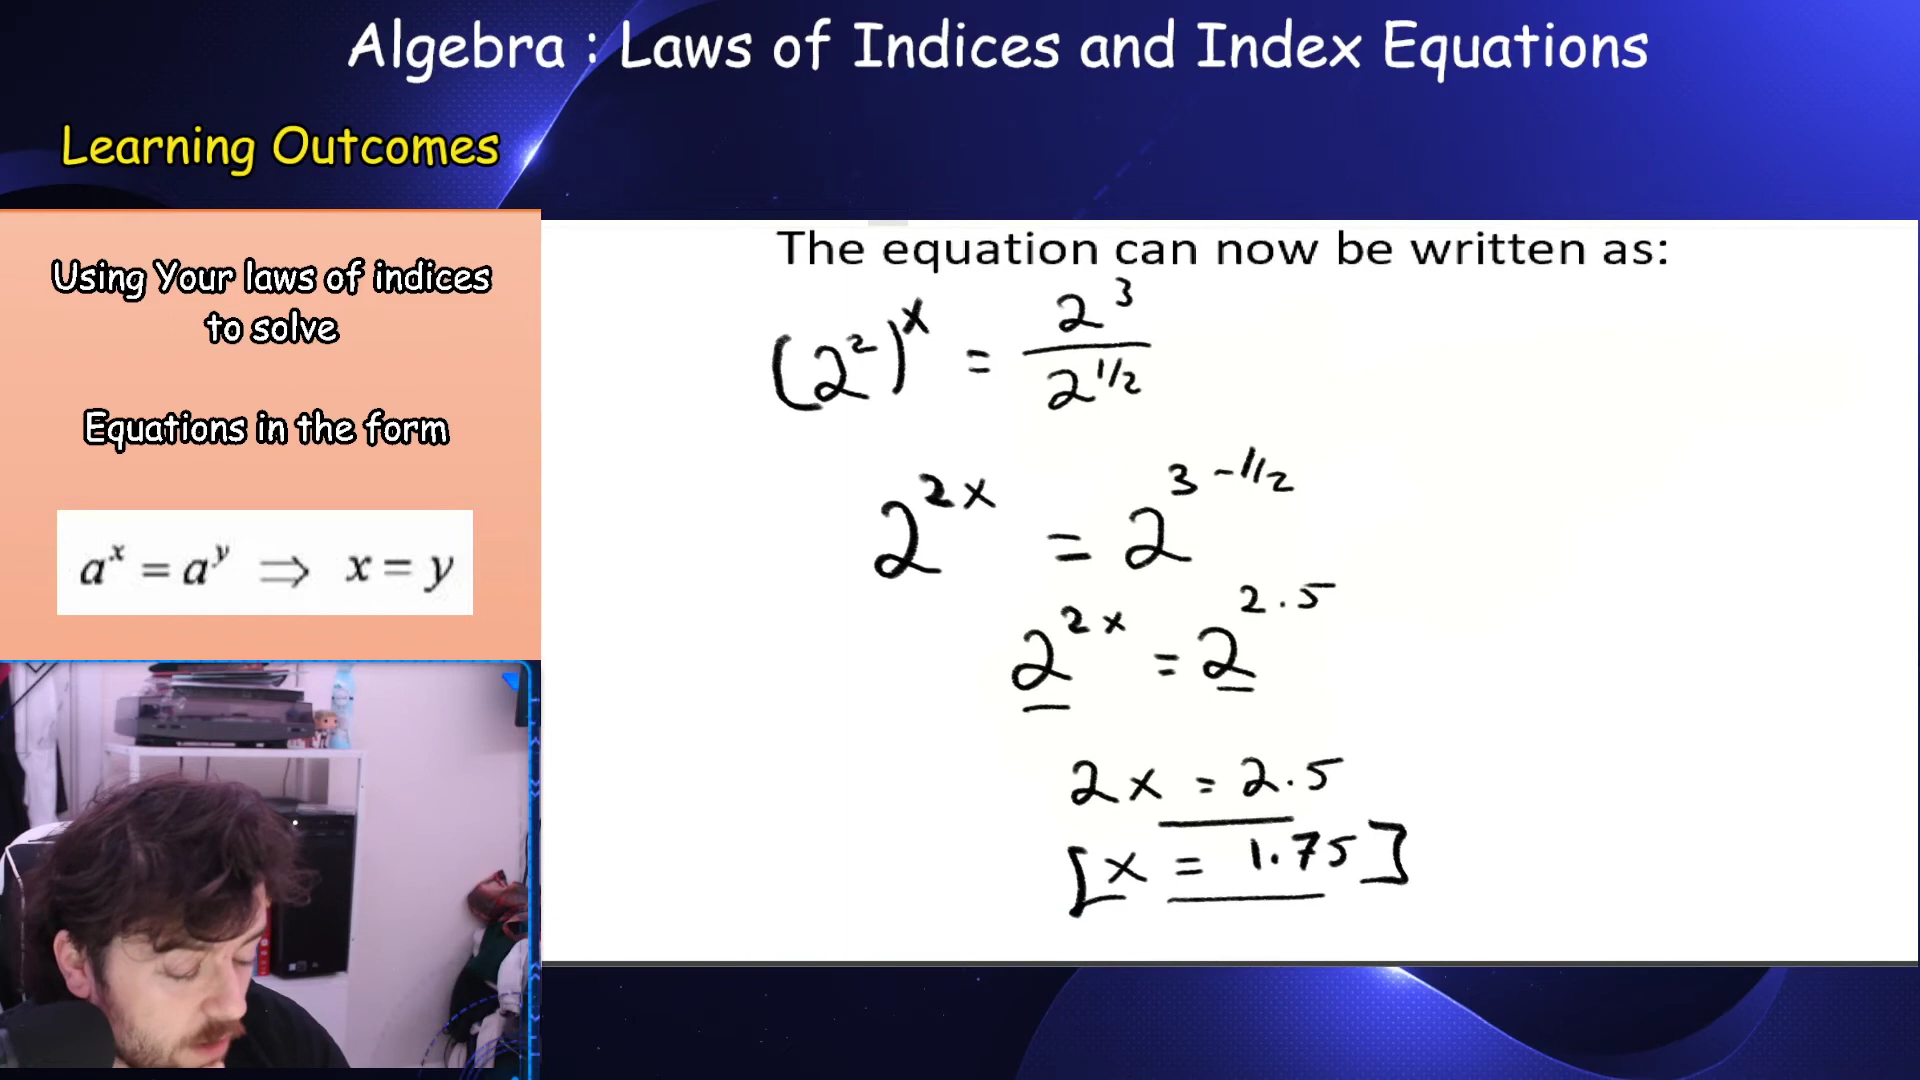 Algebra : Laws of Indices and Index Equations
Learning Outcomes
Using Your laws of indices
to solve
Equations in the form
a^x = a^y ⇒ x = y
The equation can now be written as:
(2^2)^x = 2^3 / 2^1/2
2^2x = 2^3-1/2
2^2x = 2^2.5
2x = 2.5
[x = 1.75]